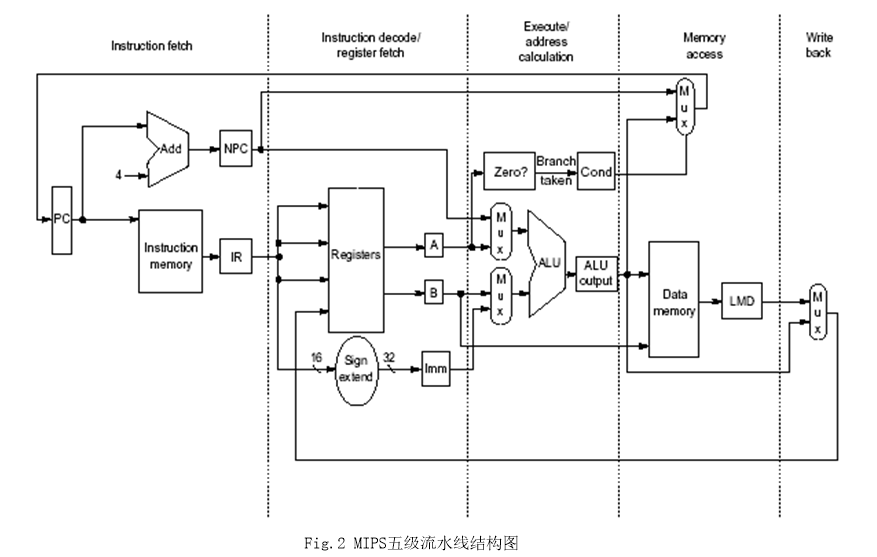 Instruction fetch
Instruction decode/
register fetch
Execute/
address
calculation
Memory
access
Write
back
Add
4
NPC
PC
Instruction
memory
IR
Registers
A
B
16
Sign
extend
32
Imm
Zero?
Branch
taken
Cond
M
u
x
M
u
x
ALU
ALU
output
M
u
x
Data
memory
LMD
M
u
x
Fig.2 MIPS五级流水线结构图